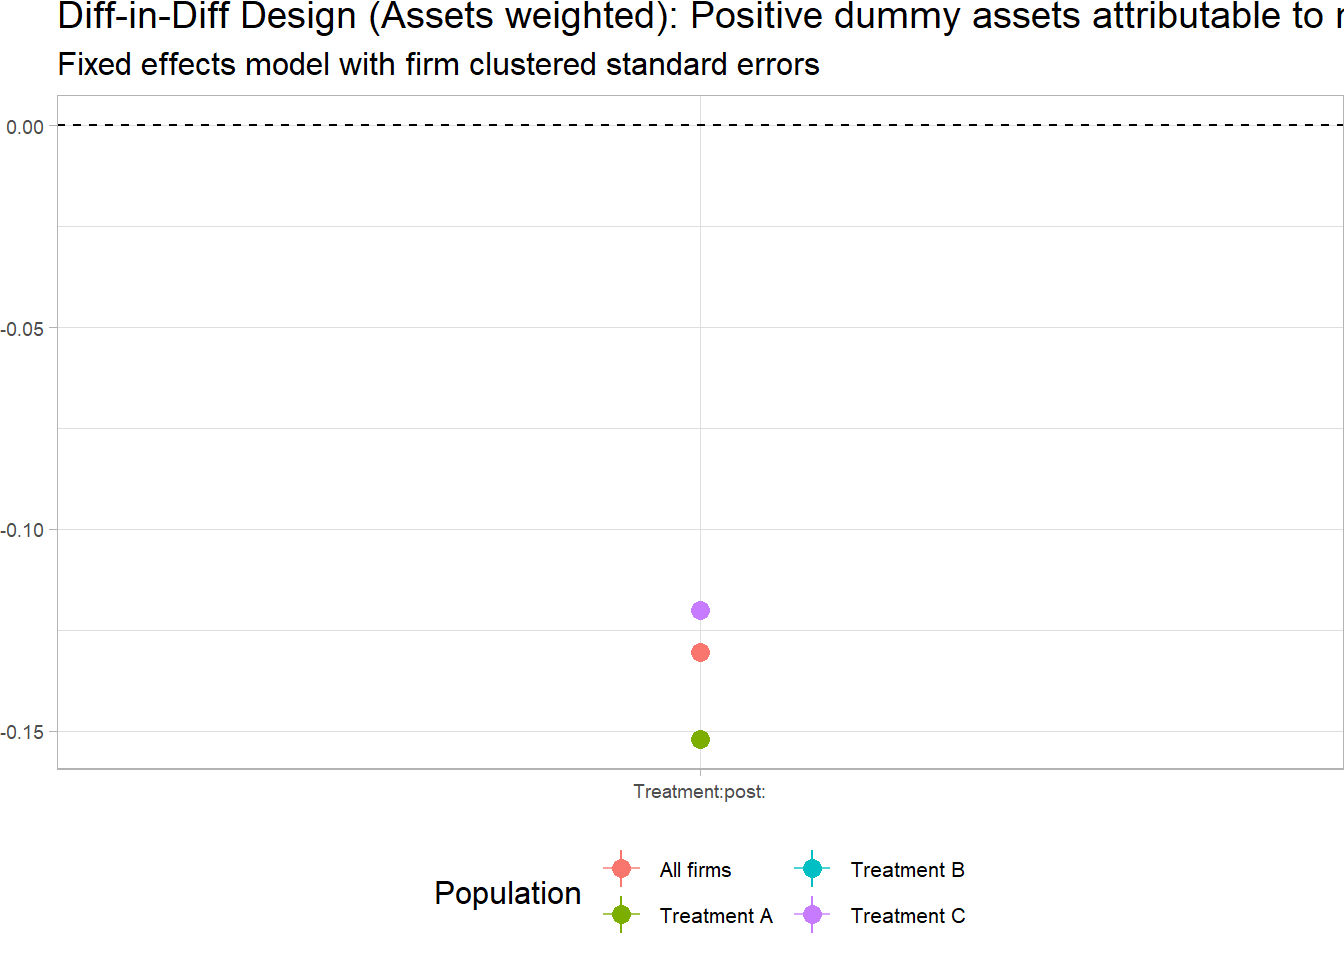 Diff-in-Diff Design (Assets weighted): Positive dummy assets attributable to
Fixed effects model with firm clustered standard errors
0.00
-0.05
-0.10
-0.15
Treatment:post:
Population
All firms
Treatment B
Treatment A
Treatment C